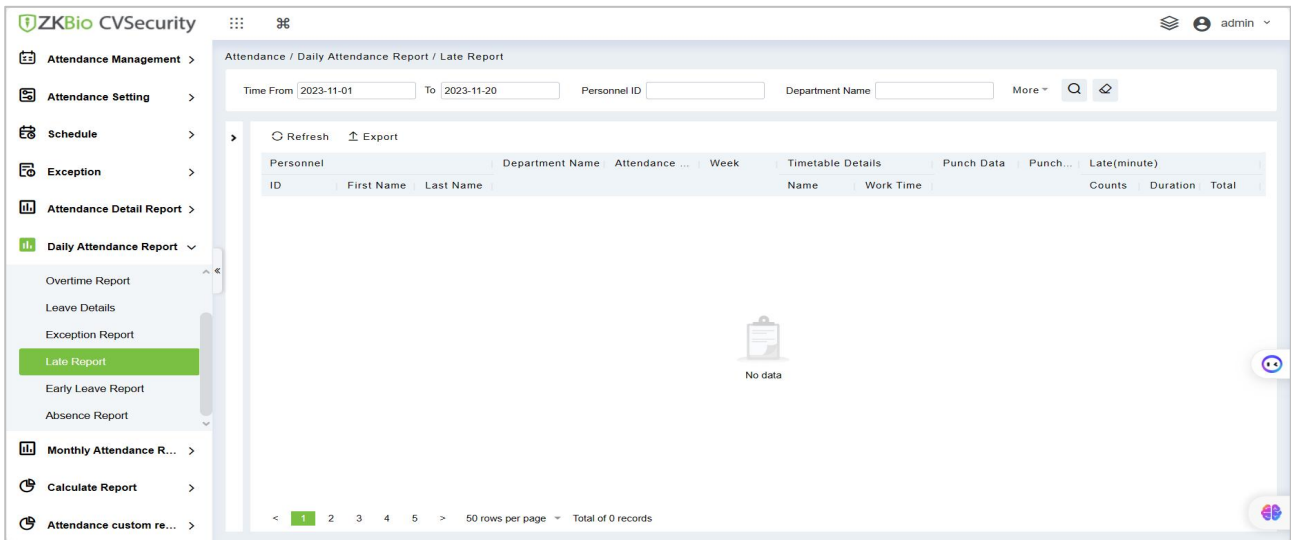 ZKBio CVSecurity
admin
Attendance Management
Attendance Setting
Schedule
Exception
Attendance Detail Report
Daily Attendance Report
Overtime Report
Leave Details
Exception Report
Late Report
Early Leave Report
Absence Report
Monthly Attendance R...
Calculate Report
Attendance custom re...
Attendance / Daily Attendance Report / Late Report
Time From 2023-11-01 To 2023-11-20 Personnel ID Department Name More
Refresh Export
Personnel Department Name Attendance ... Week Timetable Details Punch Data Punch... Late(minute)
ID First Name Last Name Name Work Time Counts Duration Total
No data
< 1 2 3 4 5 > 50 rows per page Total of 0 records